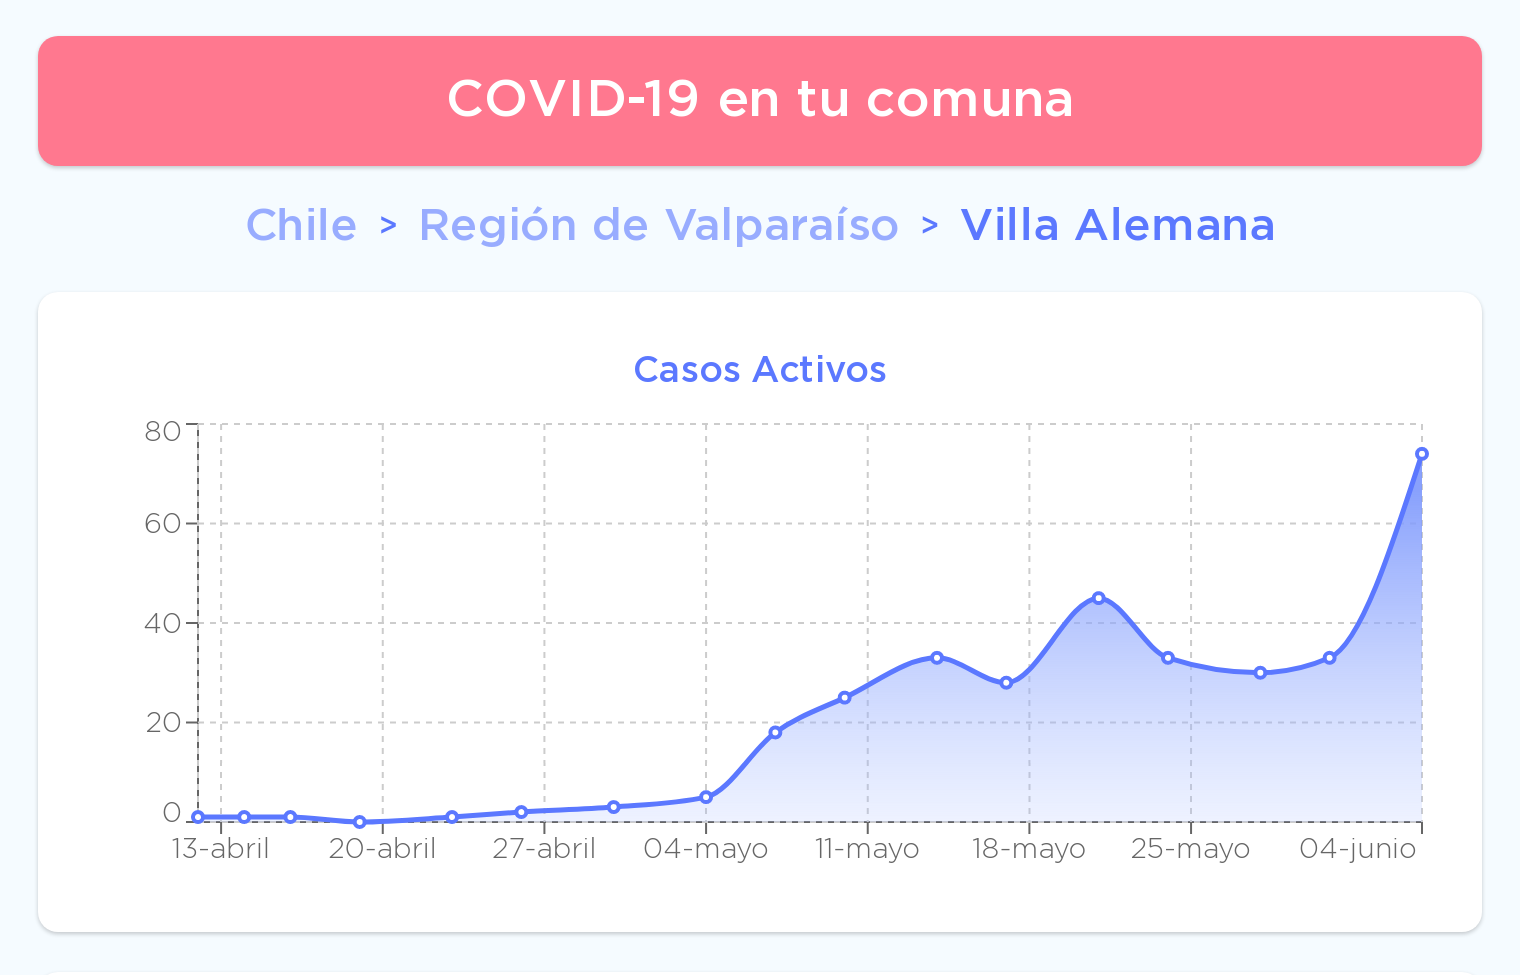 COVID-19 en tu comuna
Chile > Región de Valparaíso > Villa Alemana
Casos Activos
80
60
40
20
0
13-abril 20-abril 27-abril 04-mayo 11-mayo 18-mayo 25-mayo 04-junio